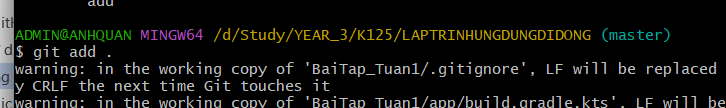 add
ADMIN@ANHQUAN MINGW64 /d/Study/YEAR_3/K125/LAPTRINHUNGDUNGDIDONG (master)
$ git add .
warning: in the working copy of 'BaiTap_Tuan1/.gitignore', LF will be replaced
y CRLF the next time Git touches it
warning: in the working copy of 'BaiTap_Tuan1/app/build.gradle.kts', LF will be